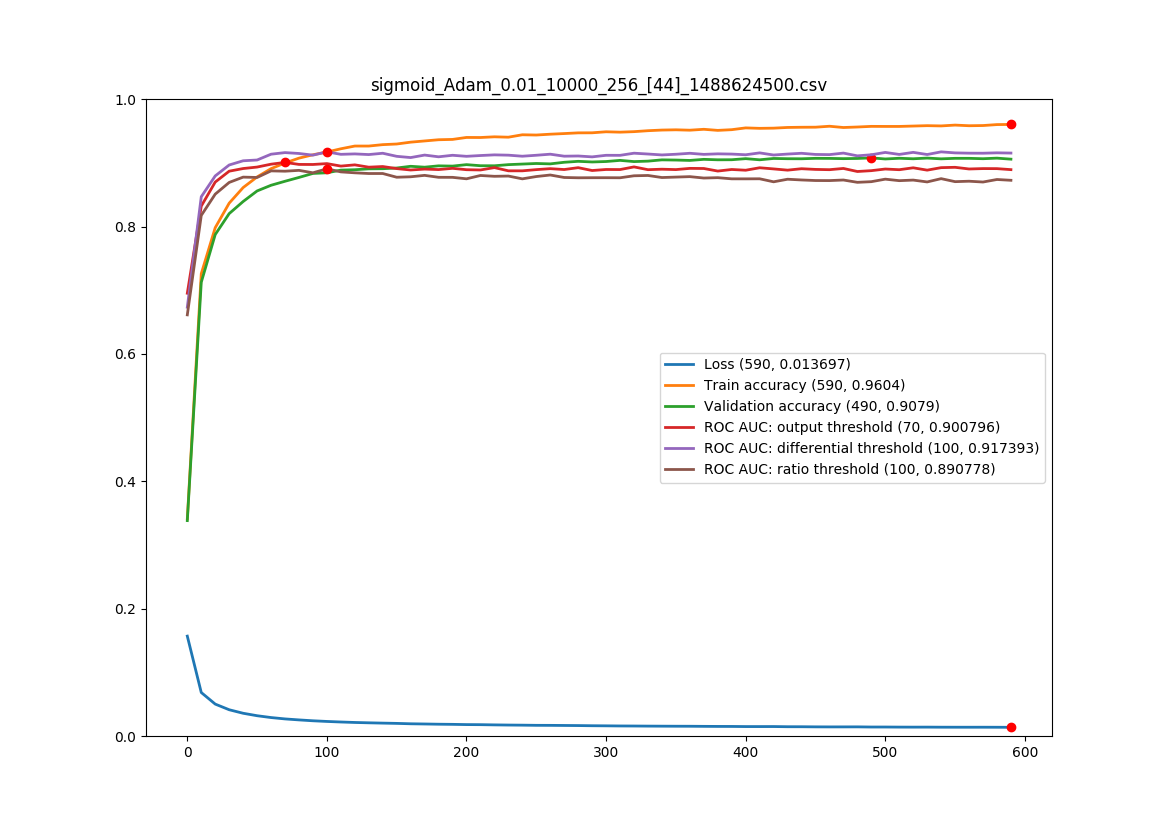 sigmoid_Adam_0.01_10000_256_[44]_1488624500.csv
1.0
0.8
0.6
0.4
0.2
0.0
Loss (590, 0.013697)
Train accuracy (590, 0.9604)
Validation accuracy (490, 0.9079)
ROC AUC: output threshold (70, 0.900796)
ROC AUC: differential threshold (100, 0.917393)
ROC AUC: ratio threshold (100, 0.890778)
0 100 200 300 400 500 600